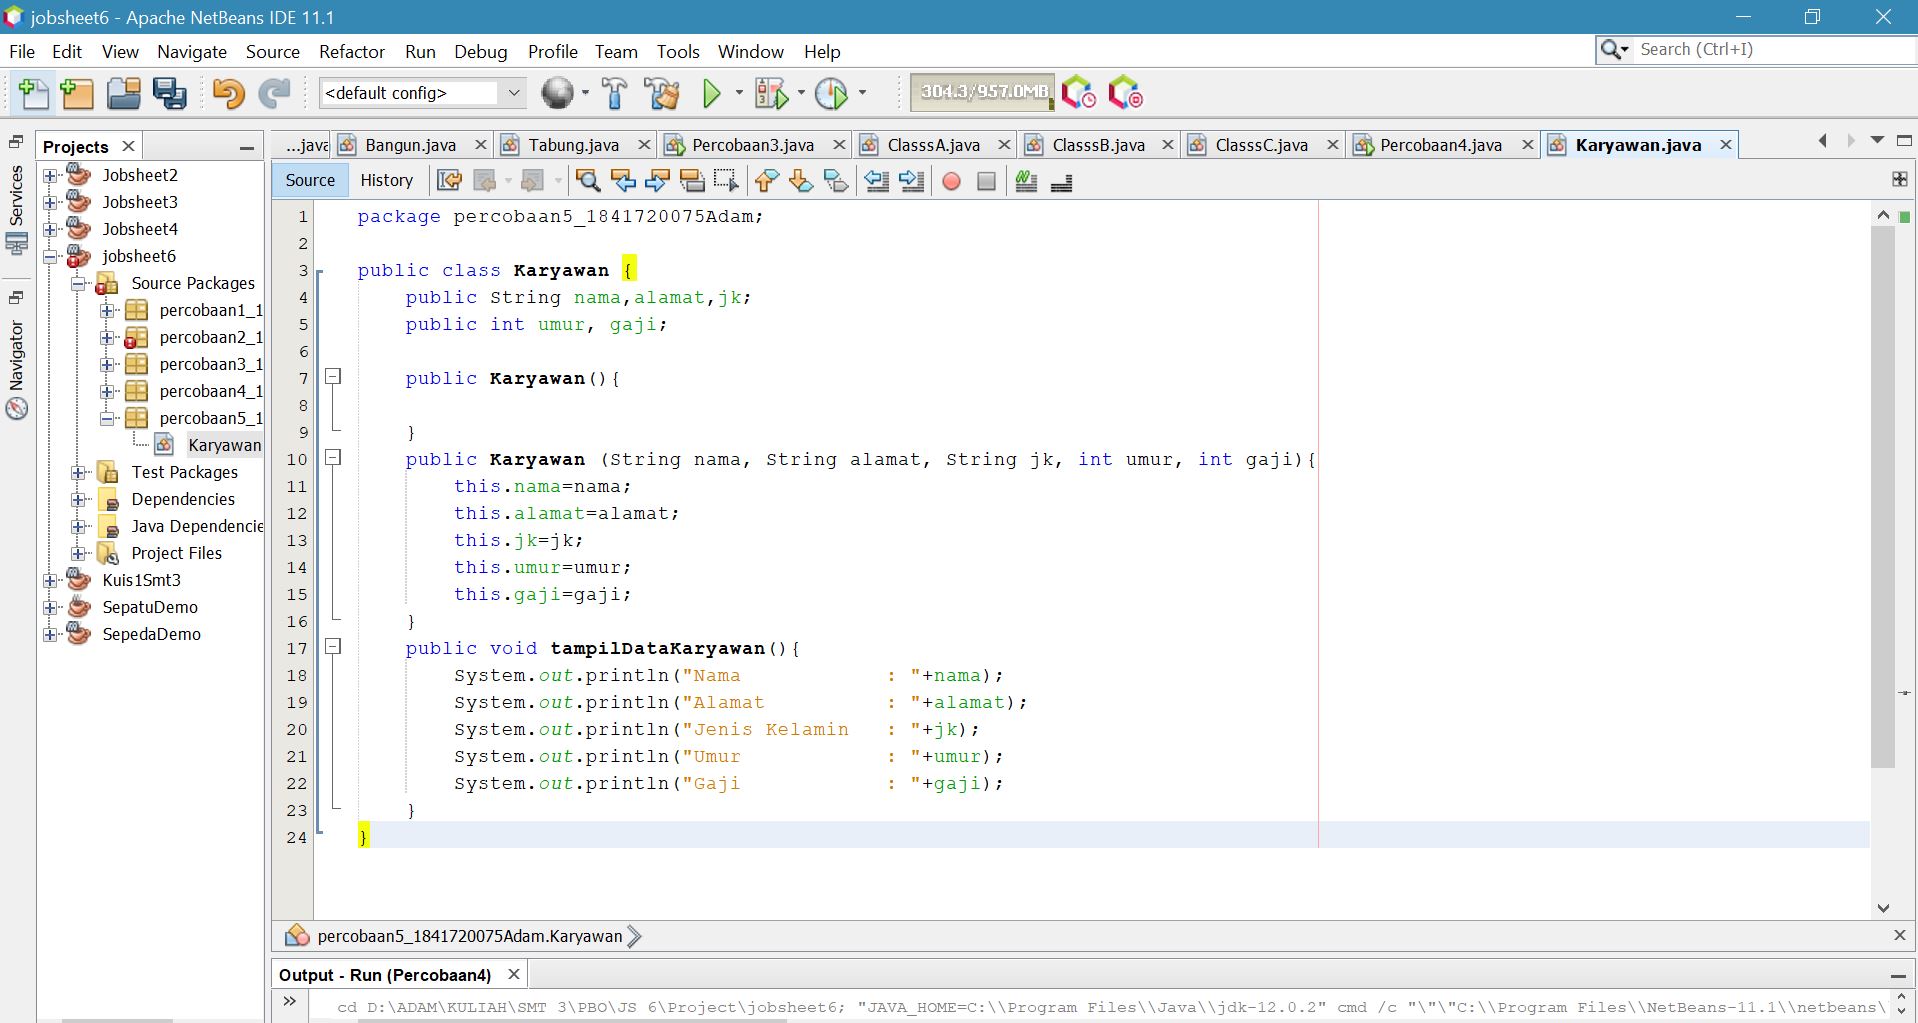 jobsheet6 - Apache NetBeans IDE 11.1
File Edit View Navigate Source Refactor Run Debug Profile Team Tools Window Help
Search (Ctrl+I)
<default config>
304.3/957.0MB
Projects
...java Bangun.java Tabung.java Percobaan3.java ClasssA.java ClasssB.java ClasssC.java Percobaan4.java Karyawan.java
Services
Navigator
Jobsheet2
Jobsheet3
Jobsheet4
jobsheet6
Source Packages
percobaan1_1
percobaan2_1
percobaan3_1
percobaan4_1
percobaan5_1
Karyawan
Test Packages
Dependencies
Java Dependencie
Project Files
Kuis1Smt3
SepatuDemo
SepedaDemo
Source History
1 package percobaan5_1841720075Adam;
2
3 public class Karyawan {
4 public String nama,alamat,jk;
5 public int umur, gaji;
6
7 public Karyawan(){
8
9 }
10 public Karyawan (String nama, String alamat, String jk, int umur, int gaji){
11 this.nama=nama;
12 this.alamat=alamat;
13 this.jk=jk;
14 this.umur=umur;
15 this.gaji=gaji;
16 }
17 public void tampilDataKaryawan(){
18 System.out.println("Nama : "+nama);
19 System.out.println("Alamat : "+alamat);
20 System.out.println("Jenis Kelamin : "+jk);
21 System.out.println("Umur : "+umur);
22 System.out.println("Gaji : "+gaji);
23 }
24 }
percobaan5_1841720075Adam.Karyawan
Output - Run (Percobaan4)
cd D:\ADAM\KULIAH\SMT 3\PBO\JS 6\Project\jobsheet6; "JAVA_HOME=C:\\Program Files\\Java\\jdk-12.0.2" cmd /c "\"\"C:\\Program Files\\NetBeans-11.1\\netbeans\